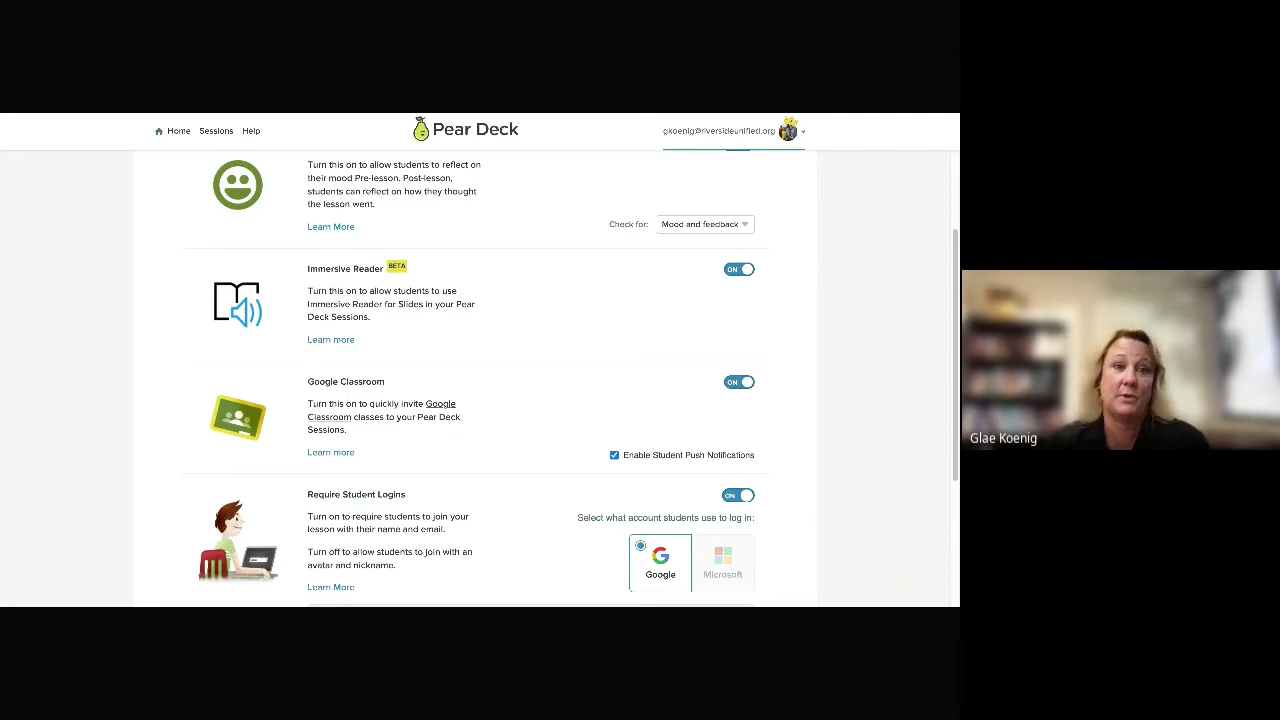 Home Sessions Help
Pear Deck
gkoenig@riversideunified.org
Turn this on to allow students to reflect on
their mood Pre-lesson. Post-lesson,
students can reflect on how they thought
the lesson went.
Learn More
Check for: Mood and feedback
Immersive Reader BETA
ON
Turn this on to allow students to use
Immersive Reader for Slides in your Pear
Deck Sessions.
Learn more
Google Classroom
ON
Turn this on to quickly invite Google
Classroom classes to your Pear Deck
Sessions.
Learn more
Enable Student Push Notifications
Require Student Logins
ON
Turn on to require students to join your
lesson with their name and email.
Turn off to allow students to join with an
avatar and nickname.
Learn More
Select what account students use to log in:
Google
Microsoft
Glae Koenig